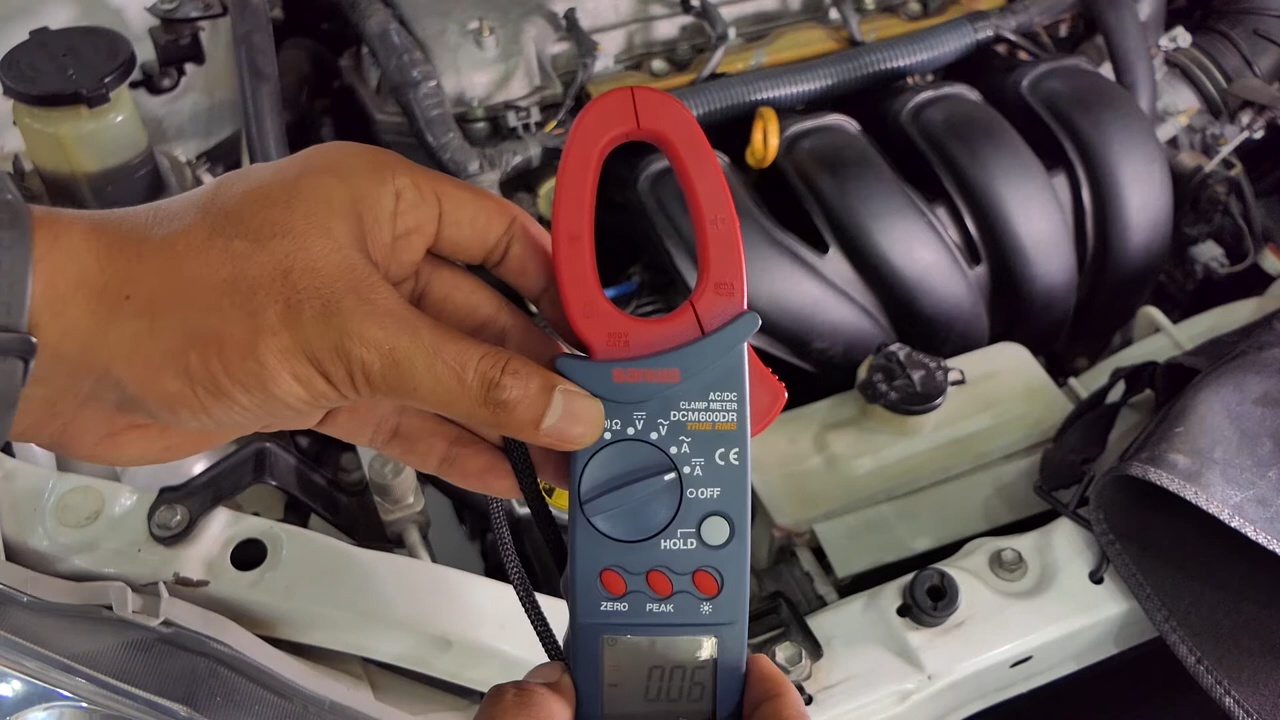 sanwa
AC/DC
CLAMP METER
DCM600DR
TRUE RMS
Ω
V
V
A
A
CE
OFF
HOLD
ZERO
PEAK
0.06